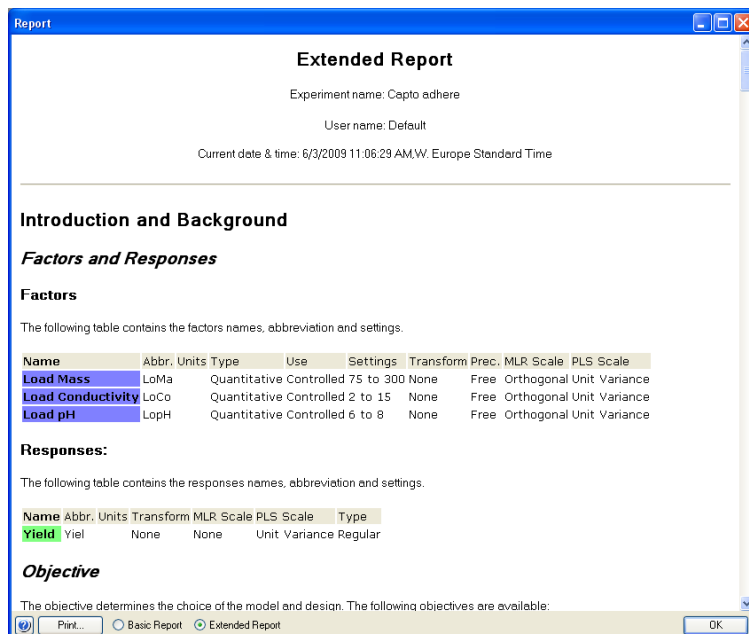 Report
Extended Report
Experiment name: Capto adhere
User name: Default
Current date & time: 6/3/2009 11:06:29 AM,W. Europe Standard Time
Introduction and Background
Factors and Responses
Factors
The following table contains the factors names, abbreviation and settings.
Name Abbr. Units Type Use Settings Transform Prec. MLR Scale PLS Scale
Load Mass LoMa Quantitative Controlled 75 to 300 None Free Orthogonal Unit Variance
Load Conductivity LoCo Quantitative Controlled 2 to 15 None Free Orthogonal Unit Variance
Load pH LopH Quantitative Controlled 6 to 8 None Free Orthogonal Unit Variance
Responses:
The following table contains the responses names, abbreviation and settings.
Name Abbr. Units Transform MLR Scale PLS Scale Type
Yield Yiel None None Unit Variance Regular
Objective
The objective determines the choice of the model and design. The following objectives are available:
Print... Basic Report Extended Report OK